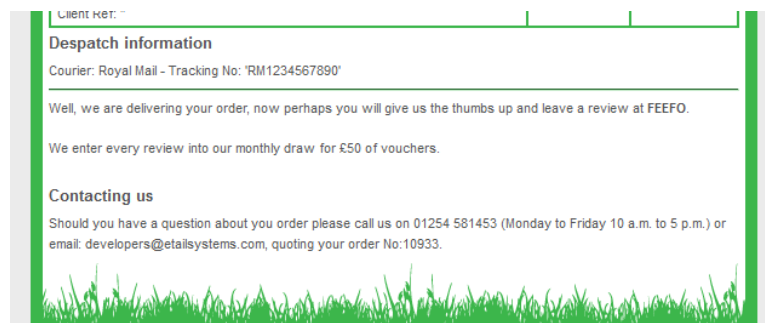 Client Ref: "
Despatch information
Courier: Royal Mail - Tracking No: 'RM1234567890'
Well, we are delivering your order, now perhaps you will give us the thumbs up and leave a review at FEEFO.
We enter every review into our monthly draw for £50 of vouchers.
Contacting us
Should you have a question about you order please call us on 01254 581453 (Monday to Friday 10 a.m. to 5 p.m.) or
email: developers@etailsystems.com, quoting your order No:10933.